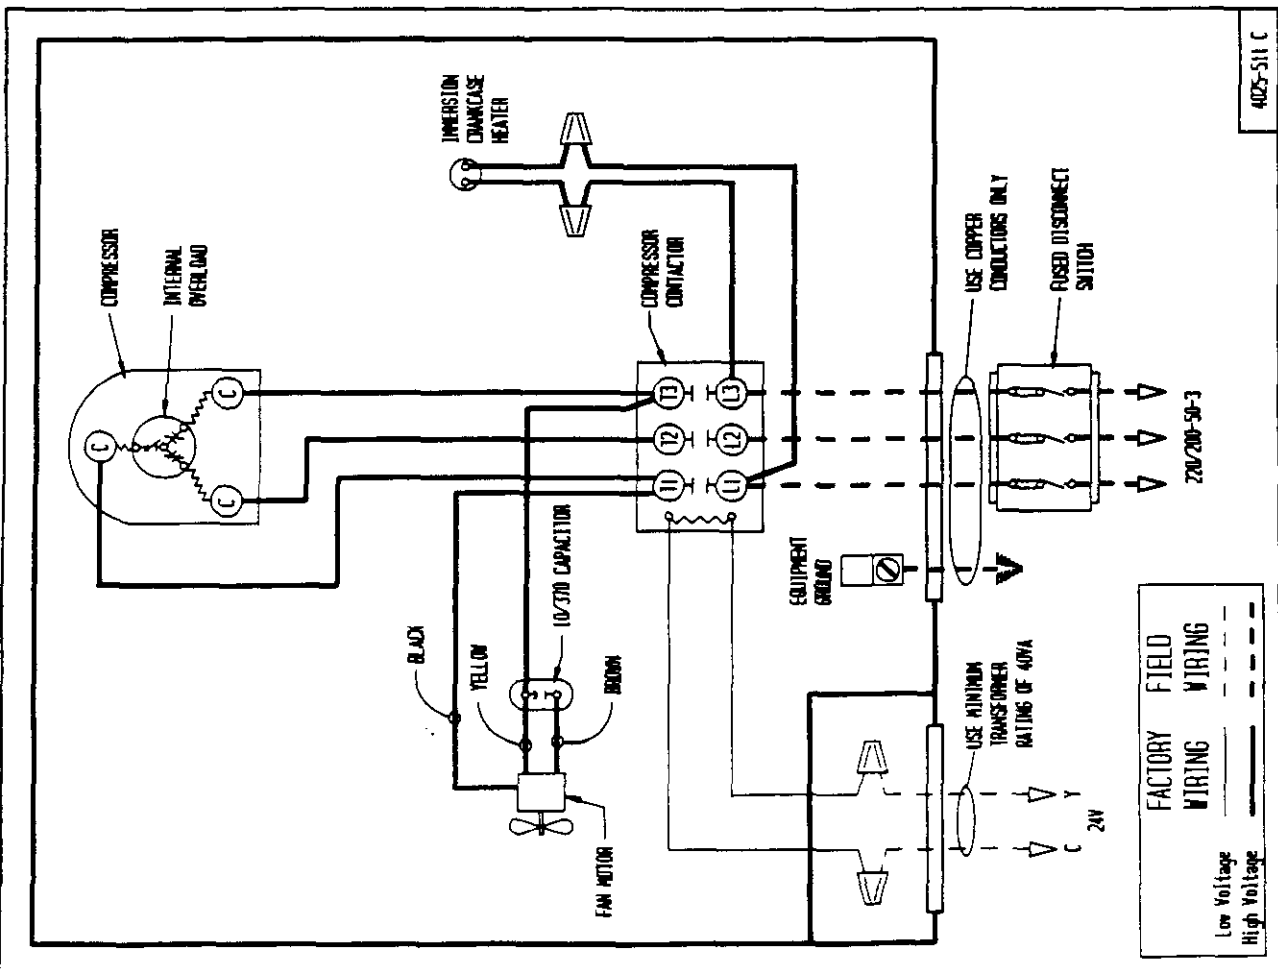 4025-511 C
IMMERSION
CRANKCASE
HEATER
COMPRESSOR
INTERNAL
OVERLOAD
C
C
C
COMPRESSOR
CONTACTOR
T3
T2
T1
L3
L2
L1
USE COPPER
CONDUCTORS ONLY
FUSED DISCONNECT
SWITCH
220/200-50-3
EQUIPMENT
GROUND
10/370 CAPACITOR
BLACK
YELLOW
BROWN
FAN MOTOR
USE MINIMUM
TRANSFORMER
RATING OF 40VA
Y
C
24V
FACTORY
WIRING
FIELD
WIRING
Low Voltage
High Voltage